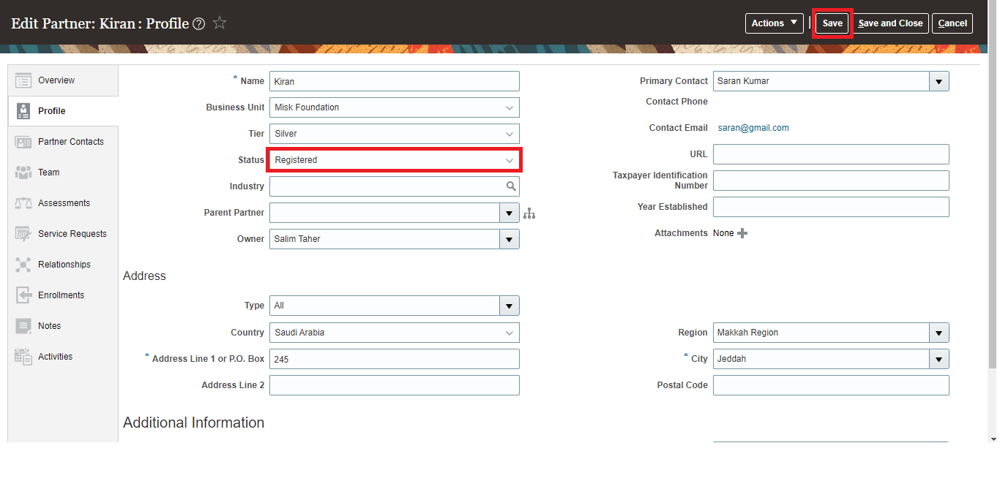 Edit Partner: Kiran : Profile ?
Actions
Save
Save and Close
Cancel
Overview
Profile
Partner Contacts
Team
Assessments
Service Requests
Relationships
Enrollments
Notes
Activities
* Name Kiran
Business Unit Misk Foundation
Tier Silver
Status Registered
Industry
Parent Partner
Owner Salim Taher
Primary Contact Saran Kumar
Contact Phone
Contact Email saran@gmail.com
URL
Taxpayer Identification
Number
Year Established
Attachments None
Address
Type All
Country Saudi Arabia
* Address Line 1 or P.O. Box 245
Address Line 2
Region Makkah Region
* City Jeddah
Postal Code
Additional Information